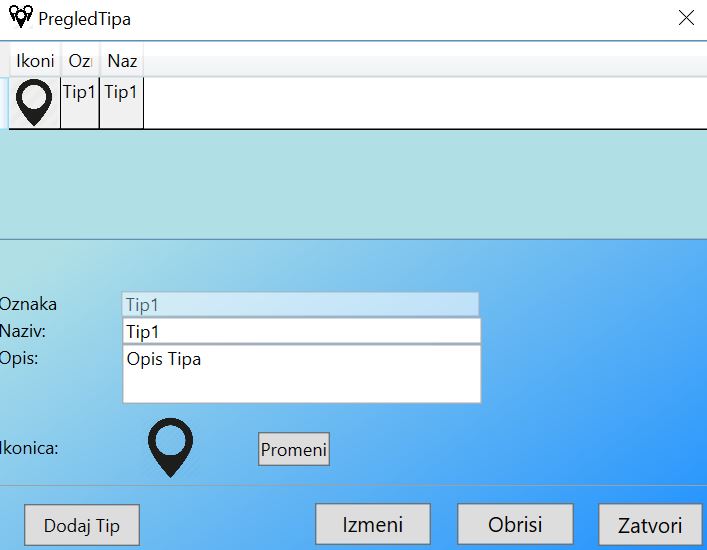 PregledTipa
Ikoni Oz Naz
Tip1 Tip1
Oznaka Tip1
Naziv: Tip1
Opis: Opis Tipa
Ikonica: Promeni
Dodaj Tip Izmeni Obrisi Zatvori